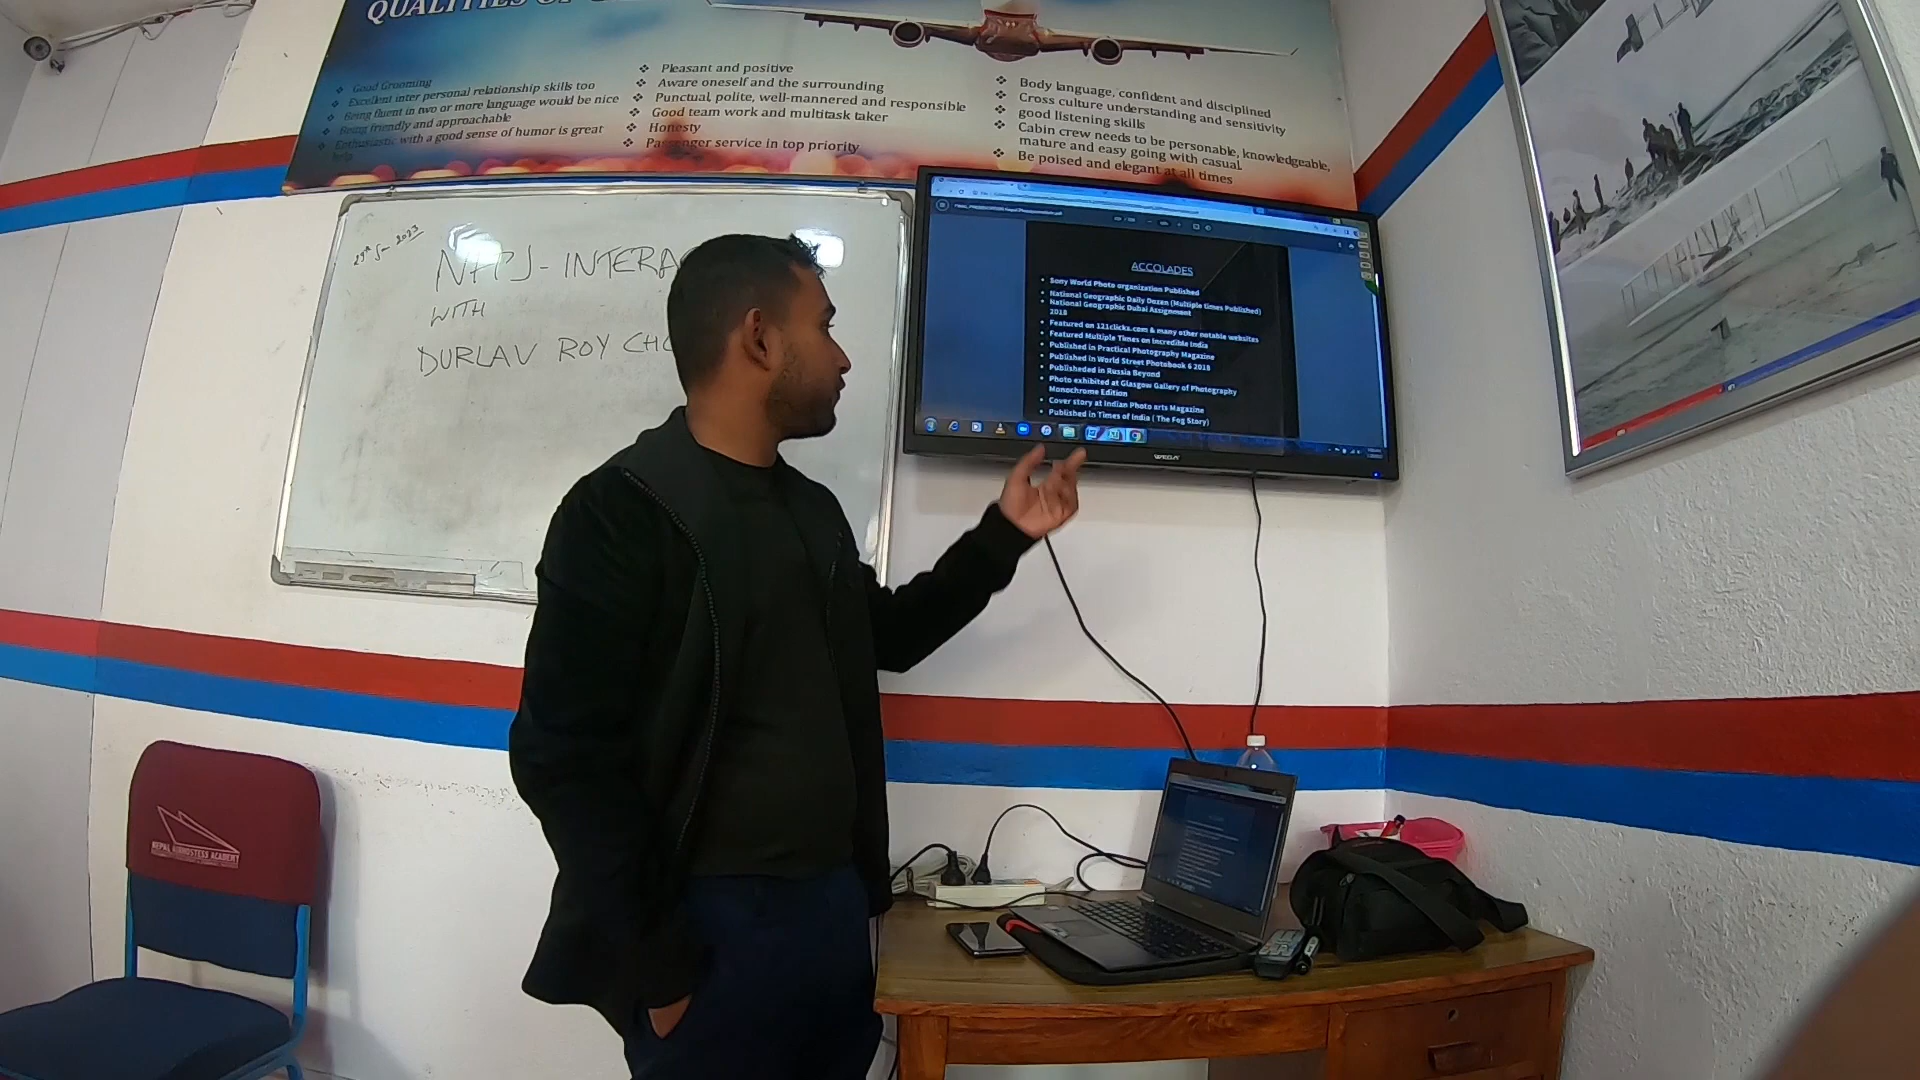 QUALITIES OF
Good Grooming
Excellent inter personal relationship skills too
Being fluent in two or more language would be nice
Being friendly and approachable
Enthusiastic with a good sense of humor is great
help
Pleasant and positive
Aware oneself and the surrounding
Punctual, polite, well-mannered and responsible
Good team work and multitask taker
Honesty
Passenger service in top priority
Body language, confident and disciplined
Cross culture understanding and sensitivity
good listening skills
Cabin crew needs to be personable, knowledgeable,
mature and easy going with casual
Be poised and elegant at all times
29th Jan 2023
INTERA
WITH
DURLAV ROY CHO
ACCOLADES
Sony World Photo organization Published
National Geographic Daily Dozen (Multiple times Published)
National Geographic Dubai Assignment
2018
Featured on 121clicks.com & many other notable websites
Featured Multiple Times on Incredible India
Published in Practical Photography Magazine
Published in World Street Photobook 6 2018
Publisheded in Russia Beyond
Photo exhibited at Glasgow Gallery of Photography
Monochrome Edition
Cover story at Indian Photo arts Magazine
Published in Times of India ( The Fog Story)
WEGA
NEPAL AIRHOSTESS ACADEMY